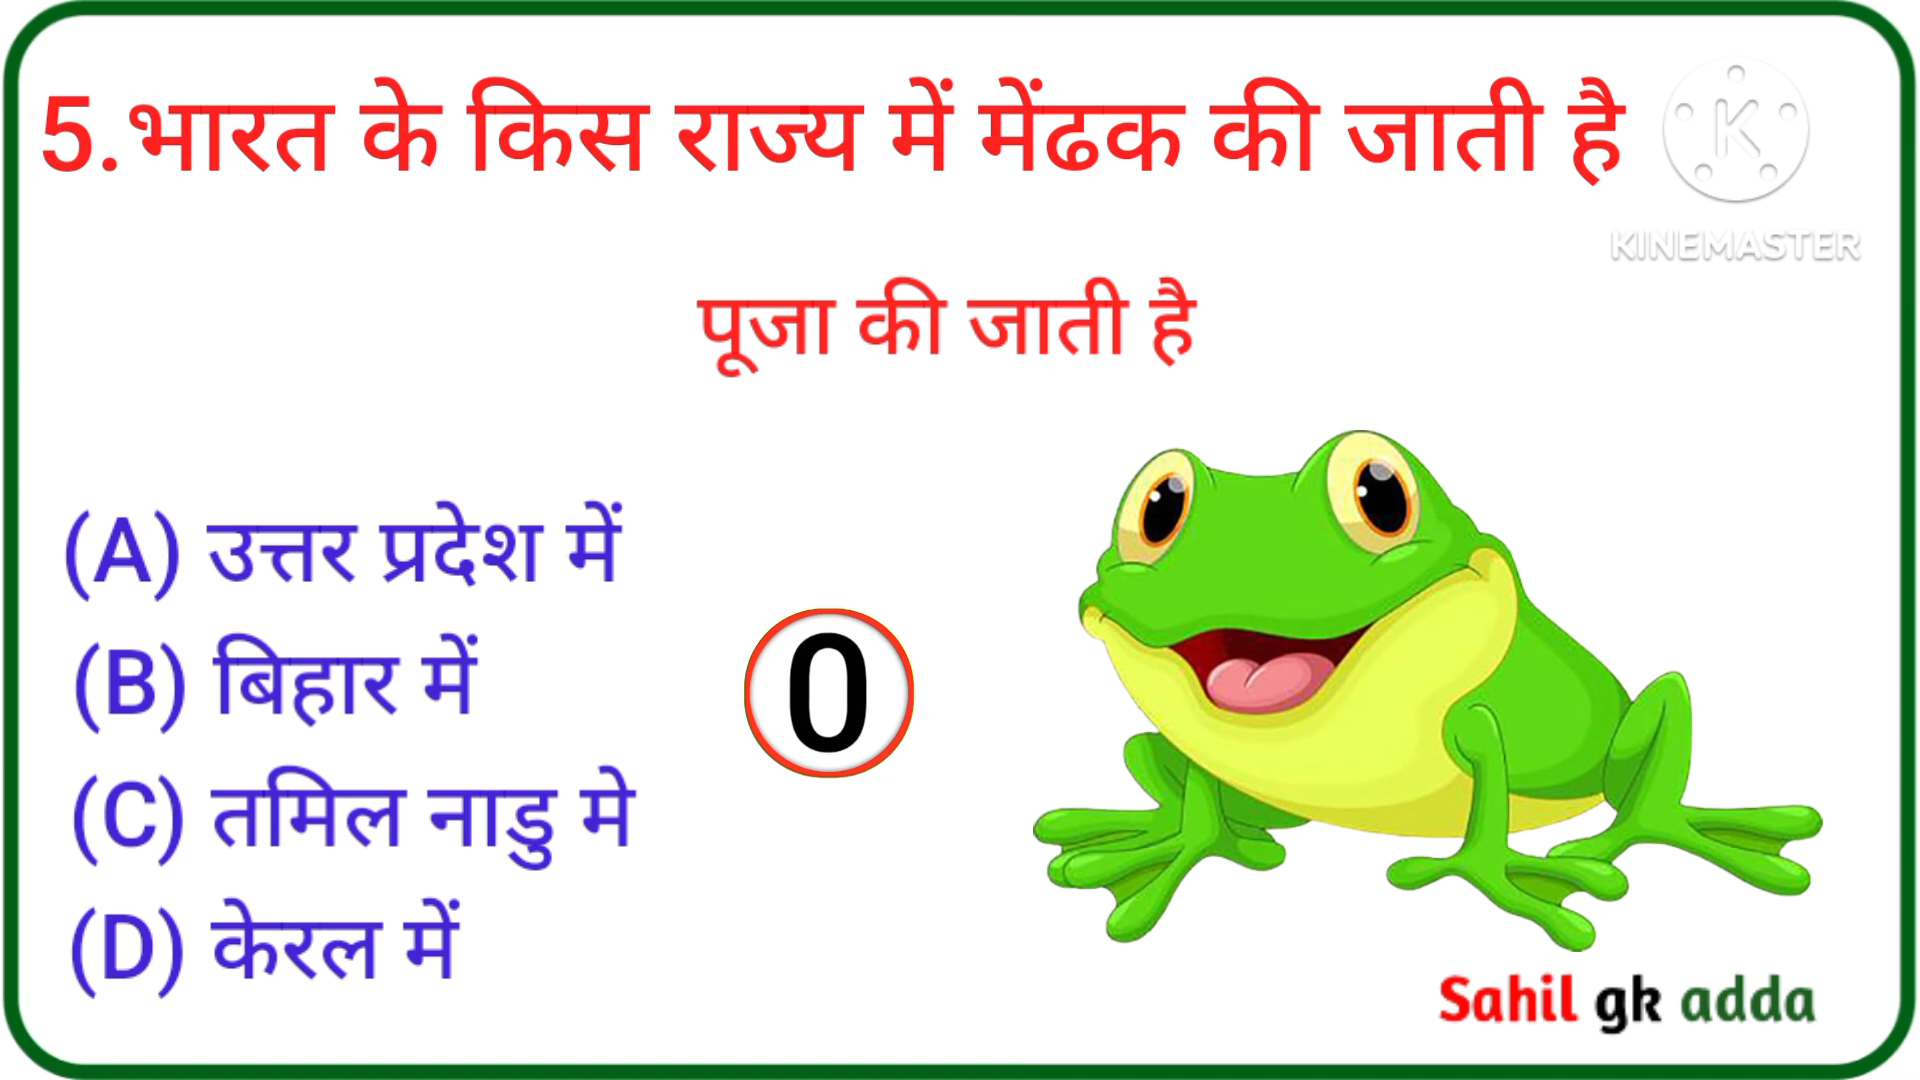 5.भारत के किस राज्य में मेंढक की जाती है
K
KINEMASTER
पूजा की जाती है
(A) उत्तर प्रदेश में
(B) बिहार में
0
(C) तमिल नाडु मे
(D) केरल में
Sahil gk adda